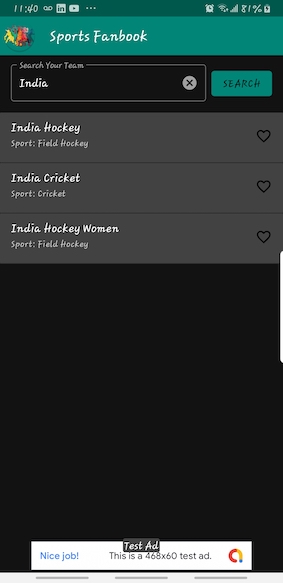 11:40
81%
Sports Fanbook
Search Your Team
India
SEARCH
India Hockey
Sport: Field Hockey
India Cricket
Sport: Cricket
India Hockey Women
Sport: Field Hockey
Test Ad
Nice job!
This is a 468x60 test ad.